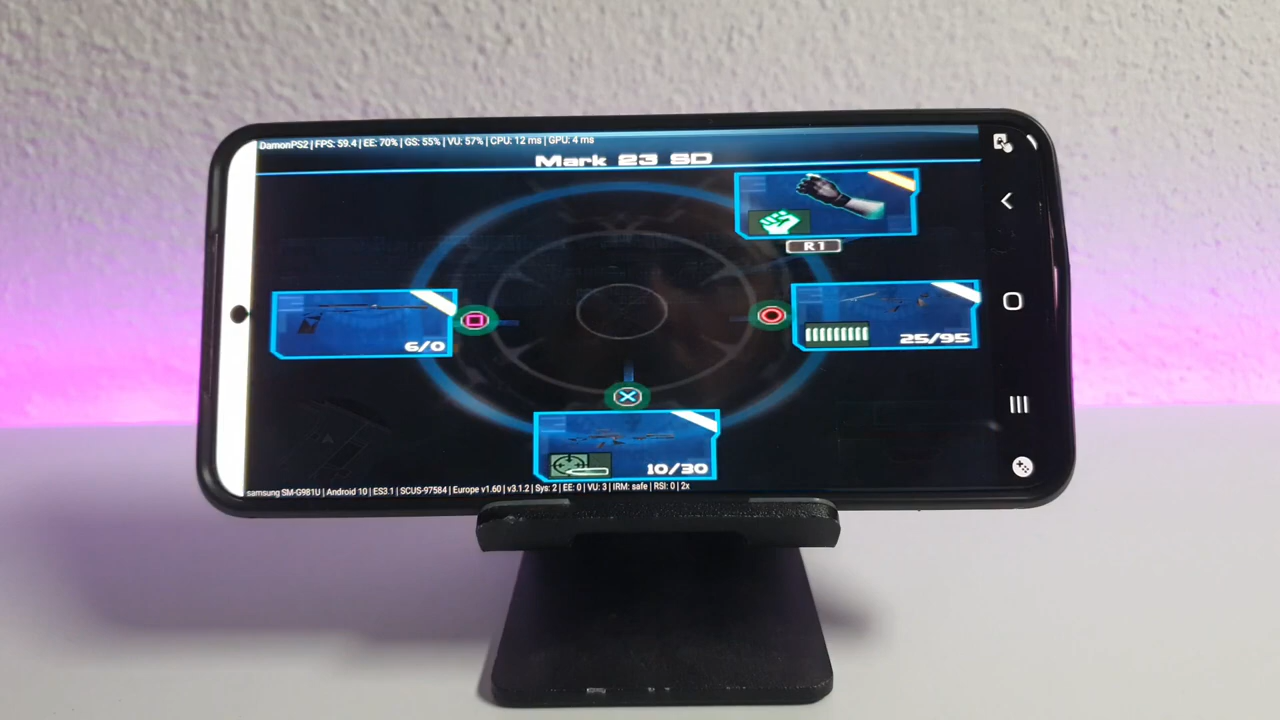 DamonPS2 | FPS: 59.4 | EE: 70% | GS: 55% | VU: 57% | CPU: 12 ms | GPU: 4 ms
Mark 23 SD
R1
6/0
25/95
10/30
samsung SM-G981U | Android 10 | ES3.1 | SCUS-97584 | Europe v1.60 | v3.1.2 | Sys: 2 | EE: 0 | VU: 3 | IRM: safe | RSI: 0 | 2x